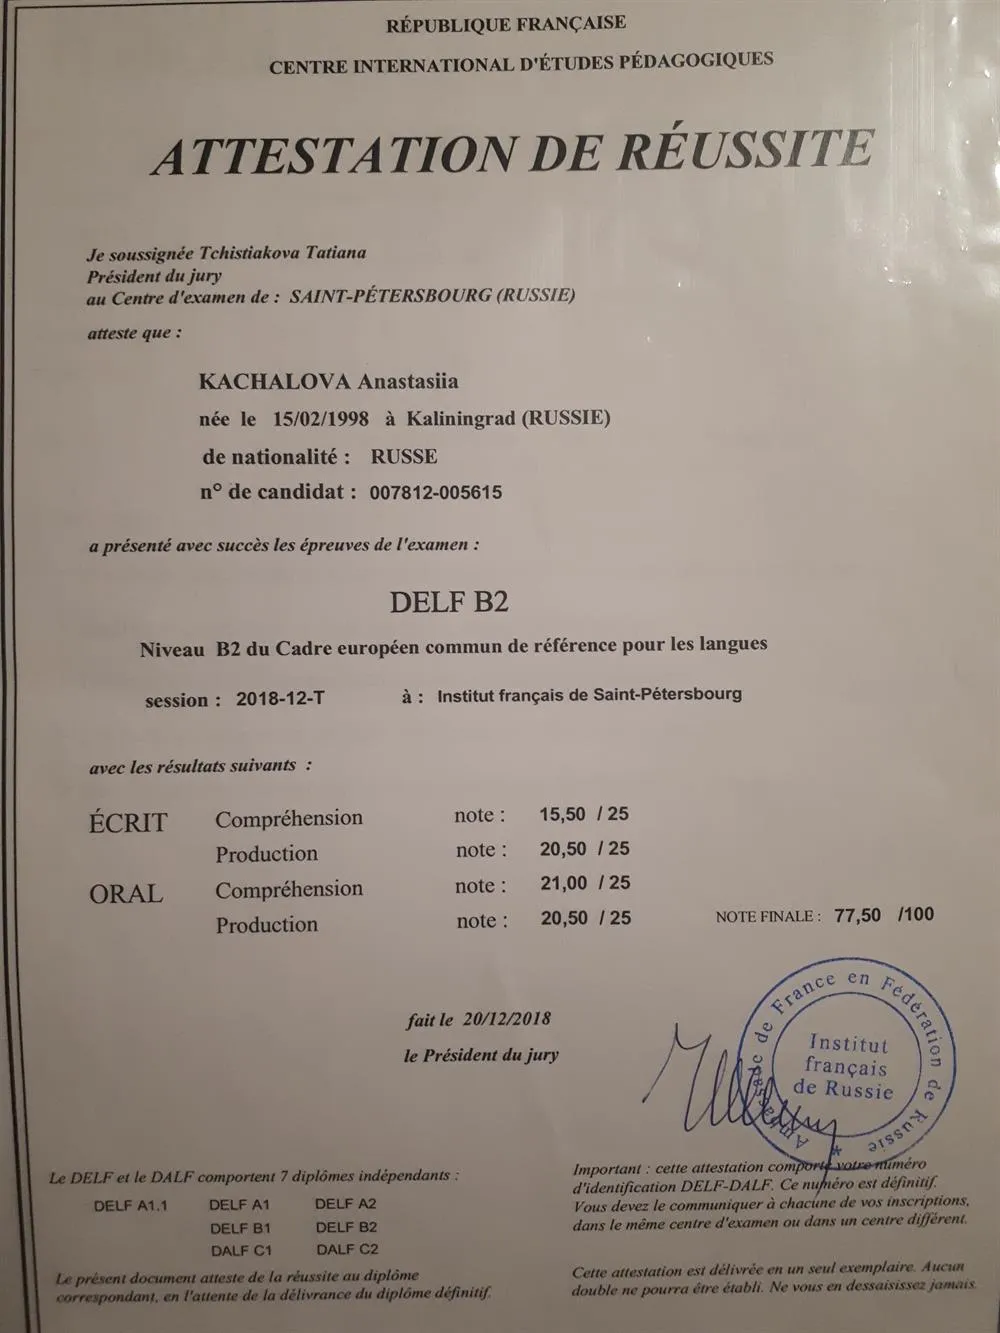 RÉPUBLIQUE FRANÇAISE
CENTRE INTERNATIONAL D'ÉTUDES PÉDAGOGIQUES
ATTESTATION DE RÉUSSITE
Je soussignée Tchistiakova Tatiana
Président du jury
au Centre d'examen de : SAINT-PÉTERSBOURG (RUSSIE)
atteste que :
KACHALOVA Anastasiia
née le 15/02/1998 à Kaliningrad (RUSSIE)
de nationalité : RUSSE
n° de candidat : 007812-005615
a présenté avec succès les épreuves de l'examen :
DELF B2
Niveau B2 du Cadre européen commun de référence pour les langues
session : 2018-12-T à : Institut français de Saint-Pétersbourg
avec les résultats suivants :
ÉCRIT Compréhension note : 15,50 / 25
Production note : 20,50 / 25
ORAL Compréhension note : 21,00 / 25
Production note : 20,50 / 25 NOTE FINALE : 77,50 /100
fait le 20/12/2018
le Président du jury
Ambassade de France en Fédération de Russie *
Institut
français
de Russie
Le DELF et le DALF comportent 7 diplômes indépendants :
DELF A1.1 DELF A1 DELF A2
DELF B1 DELF B2
DALF C1 DALF C2
Le présent document atteste de la réussite au diplôme
correspondant, en l'attente de la délivrance du diplôme définitif.
Important : cette attestation comporte votre numéro
d'identification DELF-DALF. Ce numéro est définitif.
Vous devez le communiquer à chacune de vos inscriptions,
dans le même centre d'examen ou dans un centre différent.
Cette attestation est délivrée en un seul exemplaire. Aucun
double ne pourra être établi. Ne vous en dessaisissez jamais.